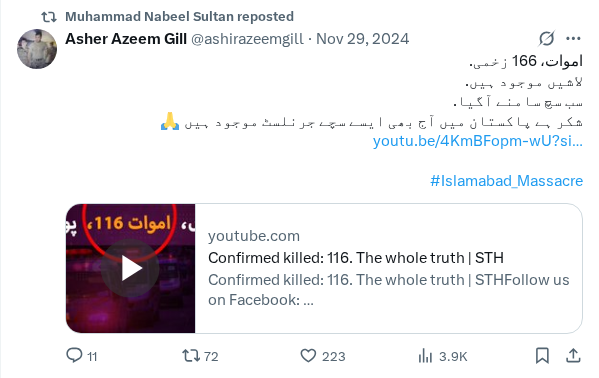 Muhammad Nabeel Sultan reposted
Asher Azeem Gill @ashirazeemgill · Nov 29, 2024
اموات، 166 زخمی.
لاشیں موجود ہیں.
سب سچ سامنے آگیا.
شکر ہے پاکستان میں آج بھی ایسے سچے جرنلسٹ موجود ہیں 🙏
youtu.be/4KmBFopm-wU?si...
#Islamabad_Massacre
اموات 116،
youtube.com
Confirmed killed: 116. The whole truth | STH
Confirmed killed: 116. The whole truth | STHFollow us
on Facebook: ...
11 72 223 3.9K